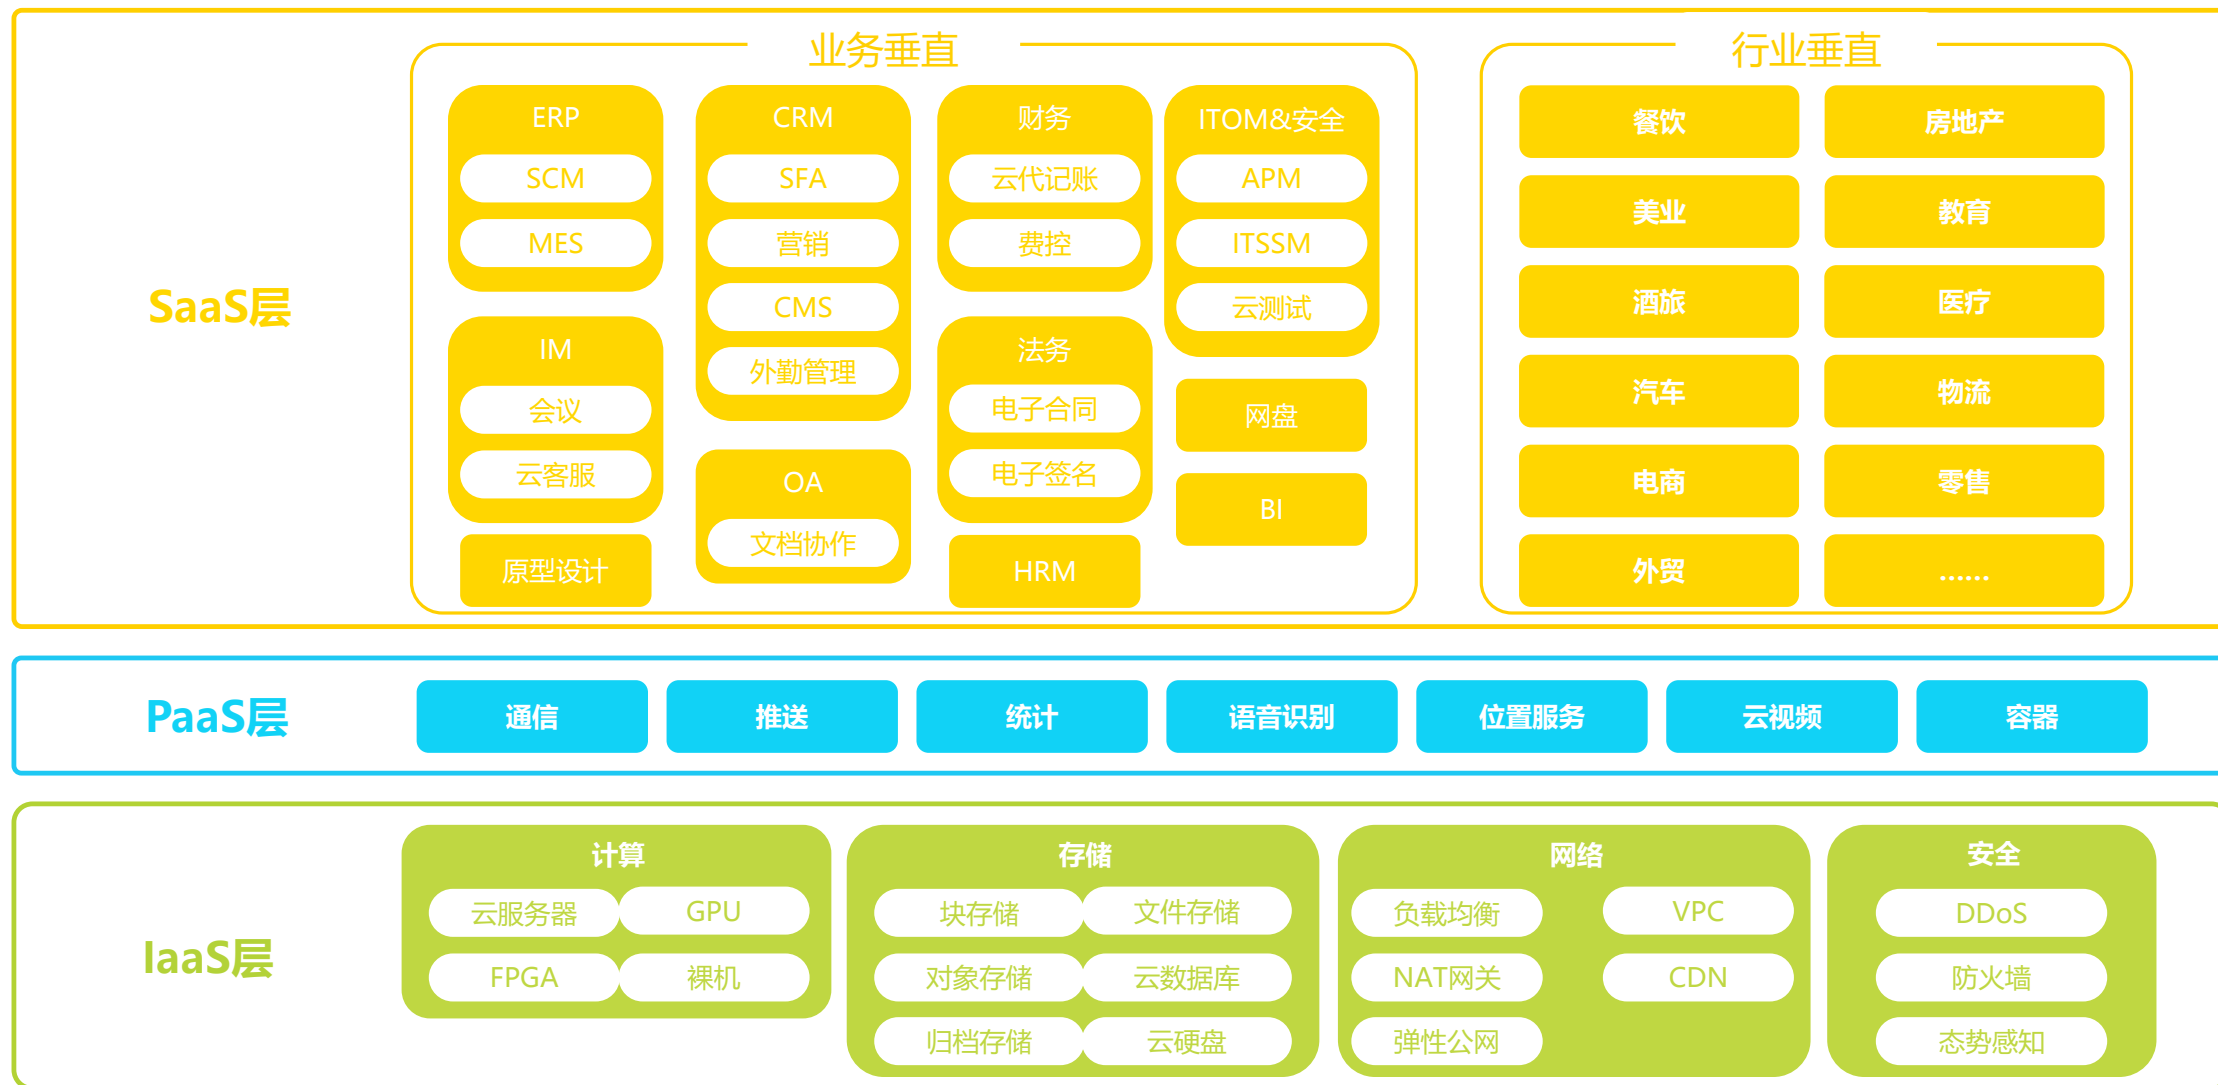 SaaS层
业务垂直
ERP
SCM
MES
IM
会议
云客服
原型设计
CRM
SFA
营销
CMS
外勤管理
OA
文档协作
财务
云代记账
费控
法务
电子合同
电子签名
HRM
ITOM&安全
APM
ITSSM
云测试
网盘
BI
行业垂直
餐饮
房地产
美业
教育
酒旅
医疗
汽车
物流
电商
零售
外贸
......
PaaS层
通信
推送
统计
语音识别
位置服务
云视频
容器
IaaS层
计算
云服务器
GPU
FPGA
裸机
存储
块存储
文件存储
对象存储
云数据库
归档存储
云硬盘
网络
负载均衡
VPC
NAT网关
CDN
弹性公网
安全
DDoS
防火墙
态势感知